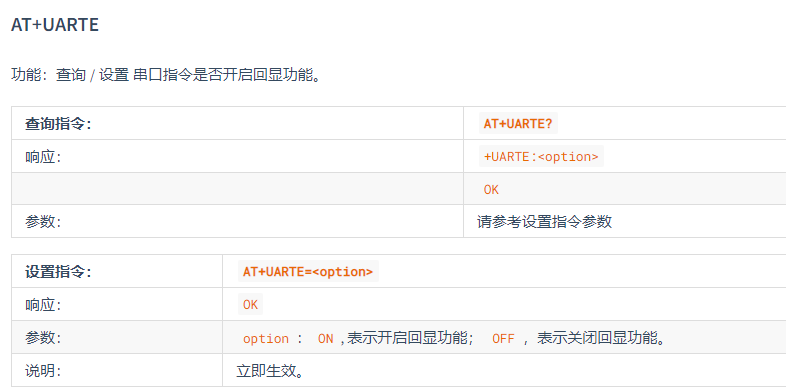 AT+UARTE
功能：查询 / 设置 串口指令是否开启回显功能。
查询指令： AT+UARTE?
响应： +UARTE:<option>
OK
参数： 请参考设置指令参数
设置指令： AT+UARTE=<option>
响应： OK
参数： option ： ON ,表示开启回显功能； OFF ，表示关闭回显功能。
说明： 立即生效。